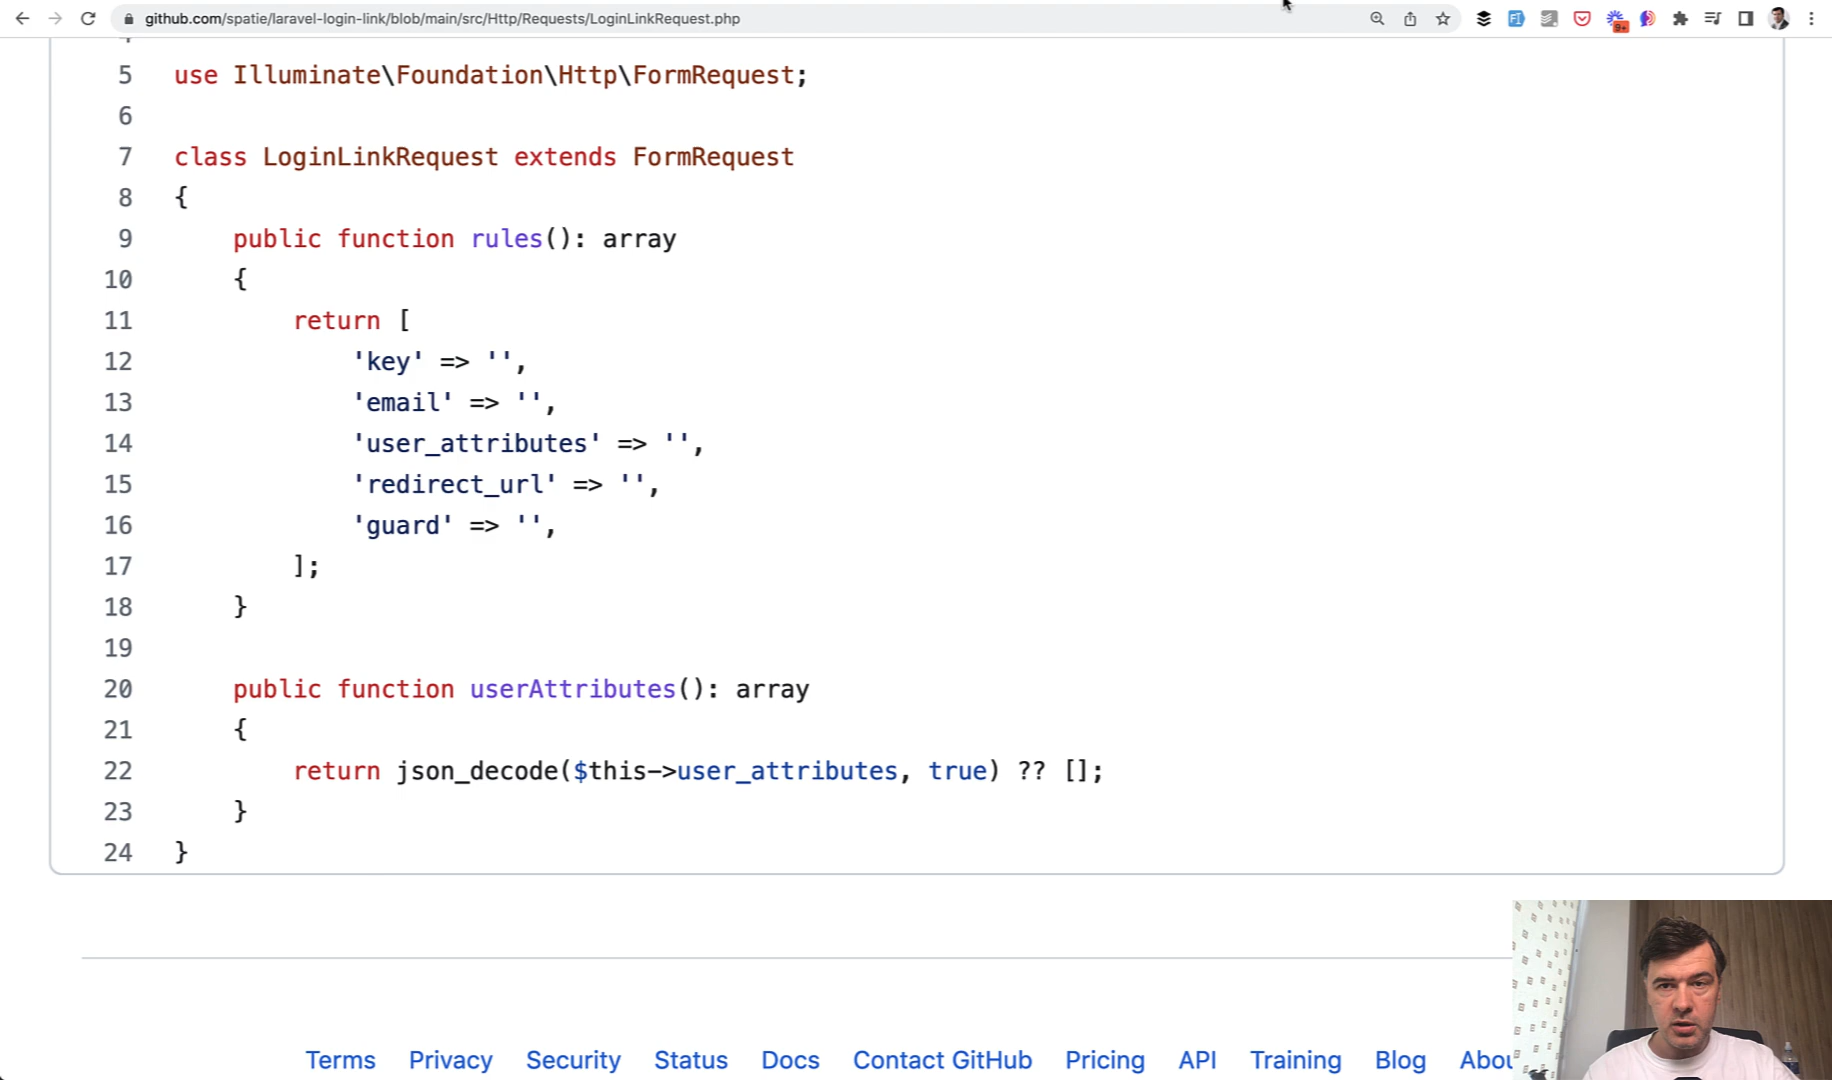 github.com/spatie/laravel-login-link/blob/main/src/Http/Requests/LoginLinkRequest.php
9+
4
5 use Illuminate\Foundation\Http\FormRequest;
6
7 class LoginLinkRequest extends FormRequest
8 {
9 public function rules(): array
10 {
11 return [
12 'key' => '',
13 'email' => '',
14 'user_attributes' => '',
15 'redirect_url' => '',
16 'guard' => '',
17 ];
18 }
19
20 public function userAttributes(): array
21 {
22 return json_decode($this->user_attributes, true) ?? [];
23 }
24 }
Terms Privacy Security Status Docs Contact GitHub Pricing API Training Blog Abou